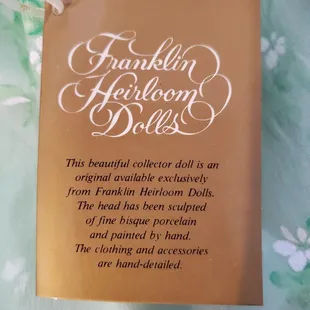 Franklin
Heirloom
Dolls
This beautiful collector doll is an
original available exclusively
from Franklin Heirloom Dolls.
The head has been sculpted
of fine bisque porcelain
and painted by hand.
The clothing and accessories
are hand-detailed.